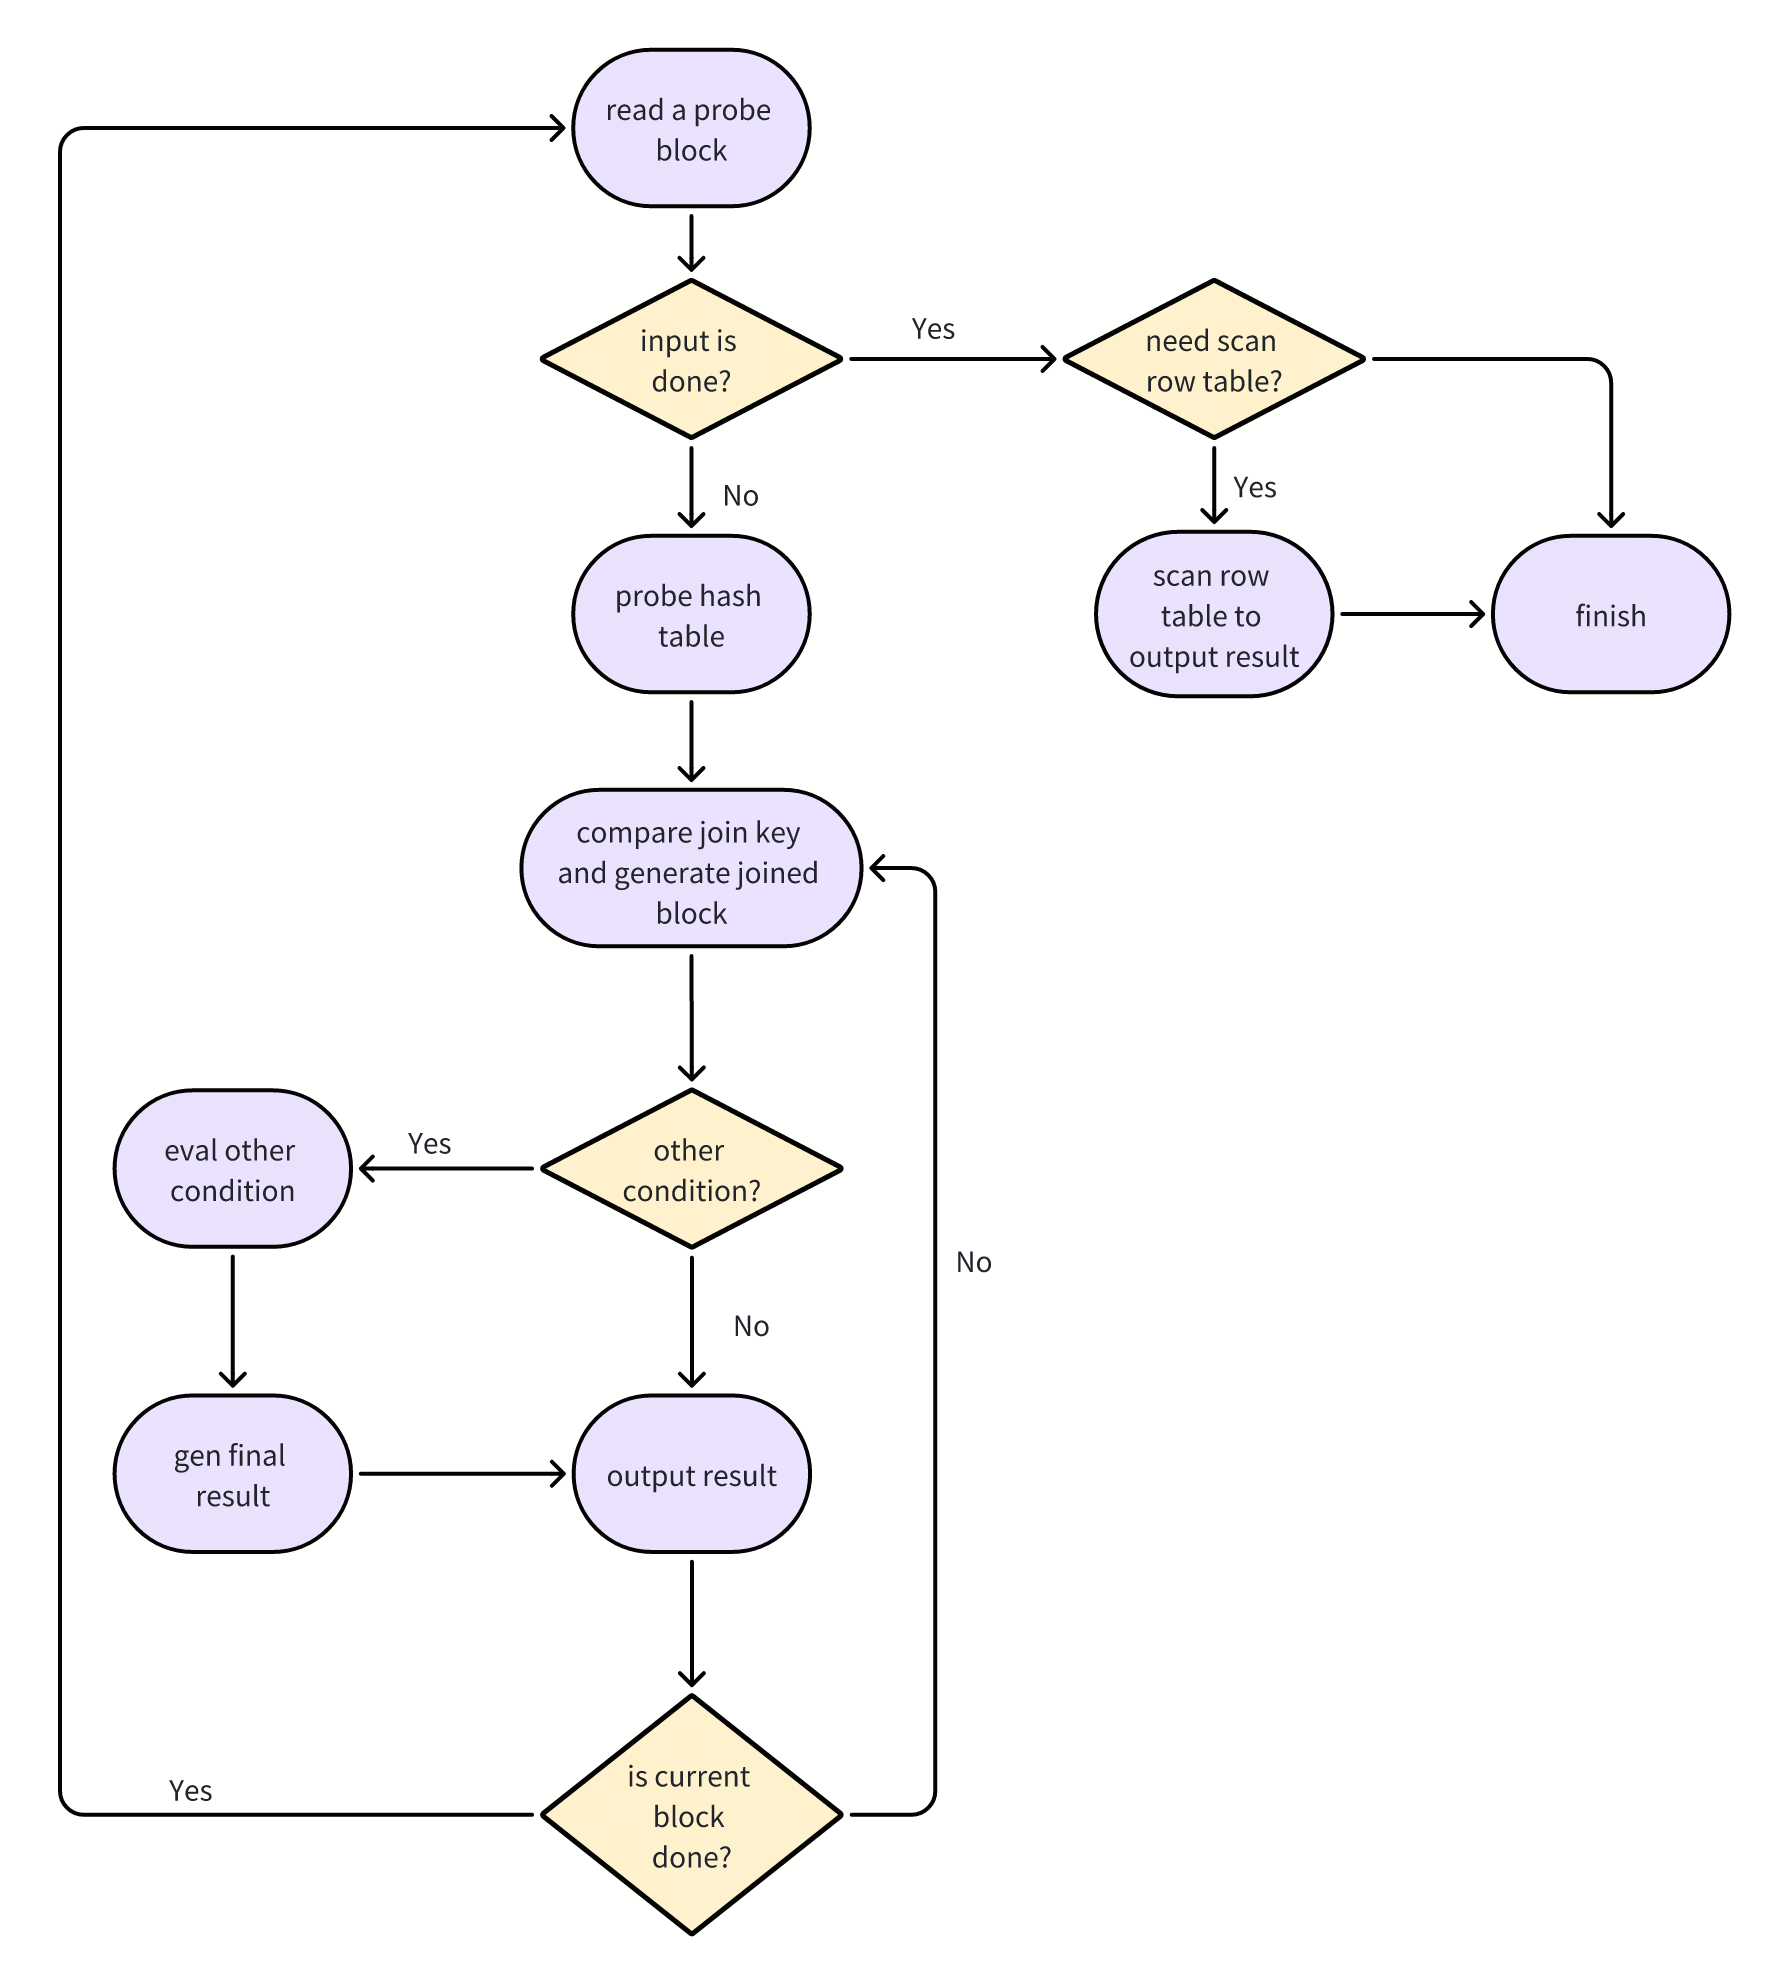 read a probe
block
input is
done?
Yes
need scan
row table?
No
Yes
probe hash
table
scan row
table to
output result
finish
compare join key
and generate joined
block
eval other
condition
Yes
other
condition?
No
No
gen final
result
output result
Yes
is current
block
done?